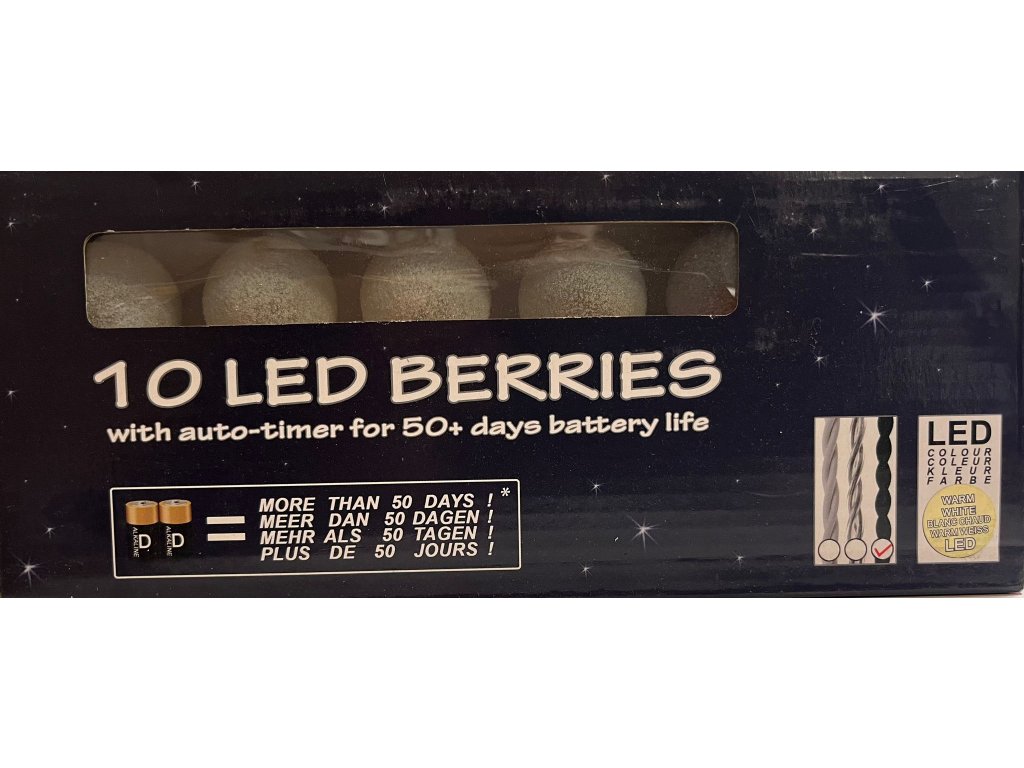 10 LED BERRIES
with auto-timer for 50+ days battery life
ALKALINE D
ALKALINE D
=
MORE THAN 50 DAYS ! *
MEER DAN 50 DAGEN !
MEHR ALS 50 TAGEN !
PLUS DE 50 JOURS !
LED
COLOUR
COLEUR
KLEUR
FARBE
WARM
WHITE
BLANC CHAUD
WARM WEISS
LED